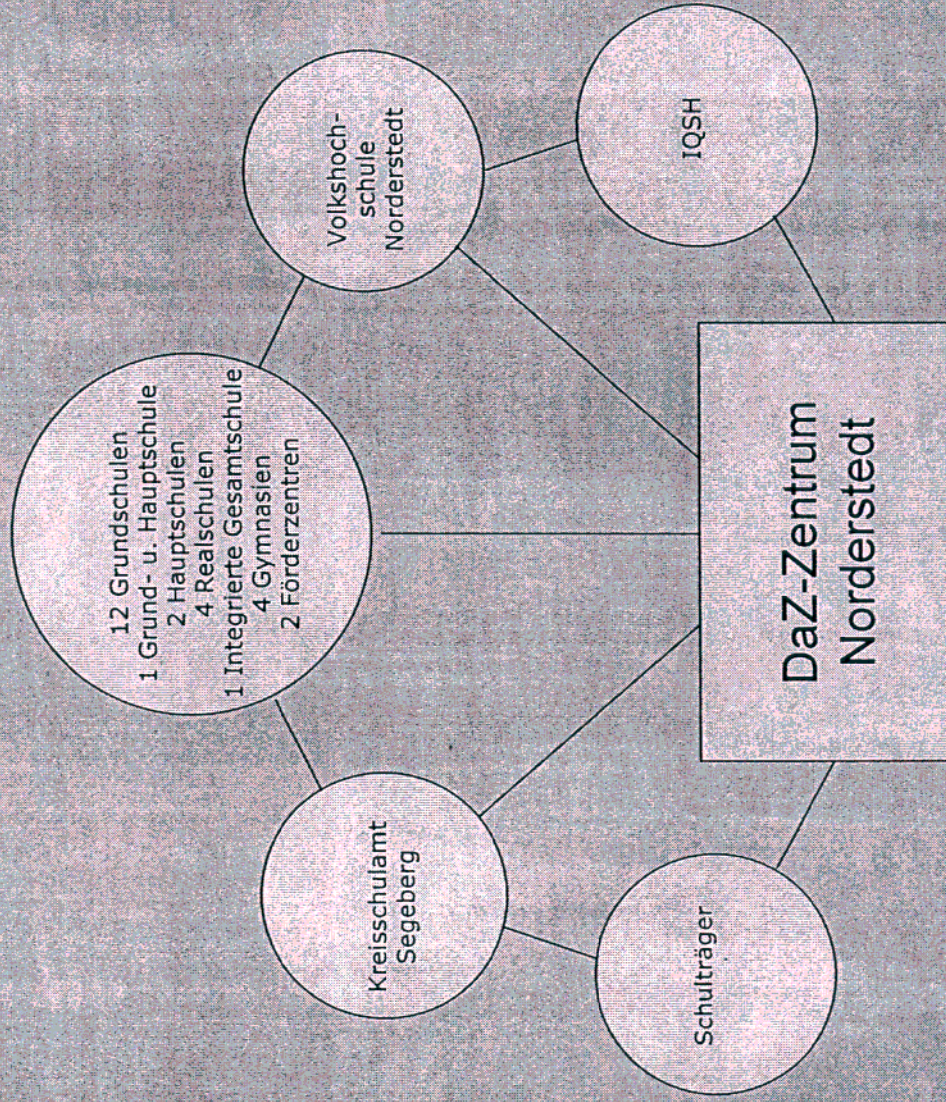 12 Grundschulen
1 Grund- u. Hauptschule
2 Hauptschulen
4 Realschulen
1 Integrierte Gesamtschule
4 Gymnasien
2 Förderzentren
Kreisschulamt
Segeberg
Volkshoch-
schule
Norderstedt
Schulträger
IQSH
DaZ-Zentrum
Norderstedt